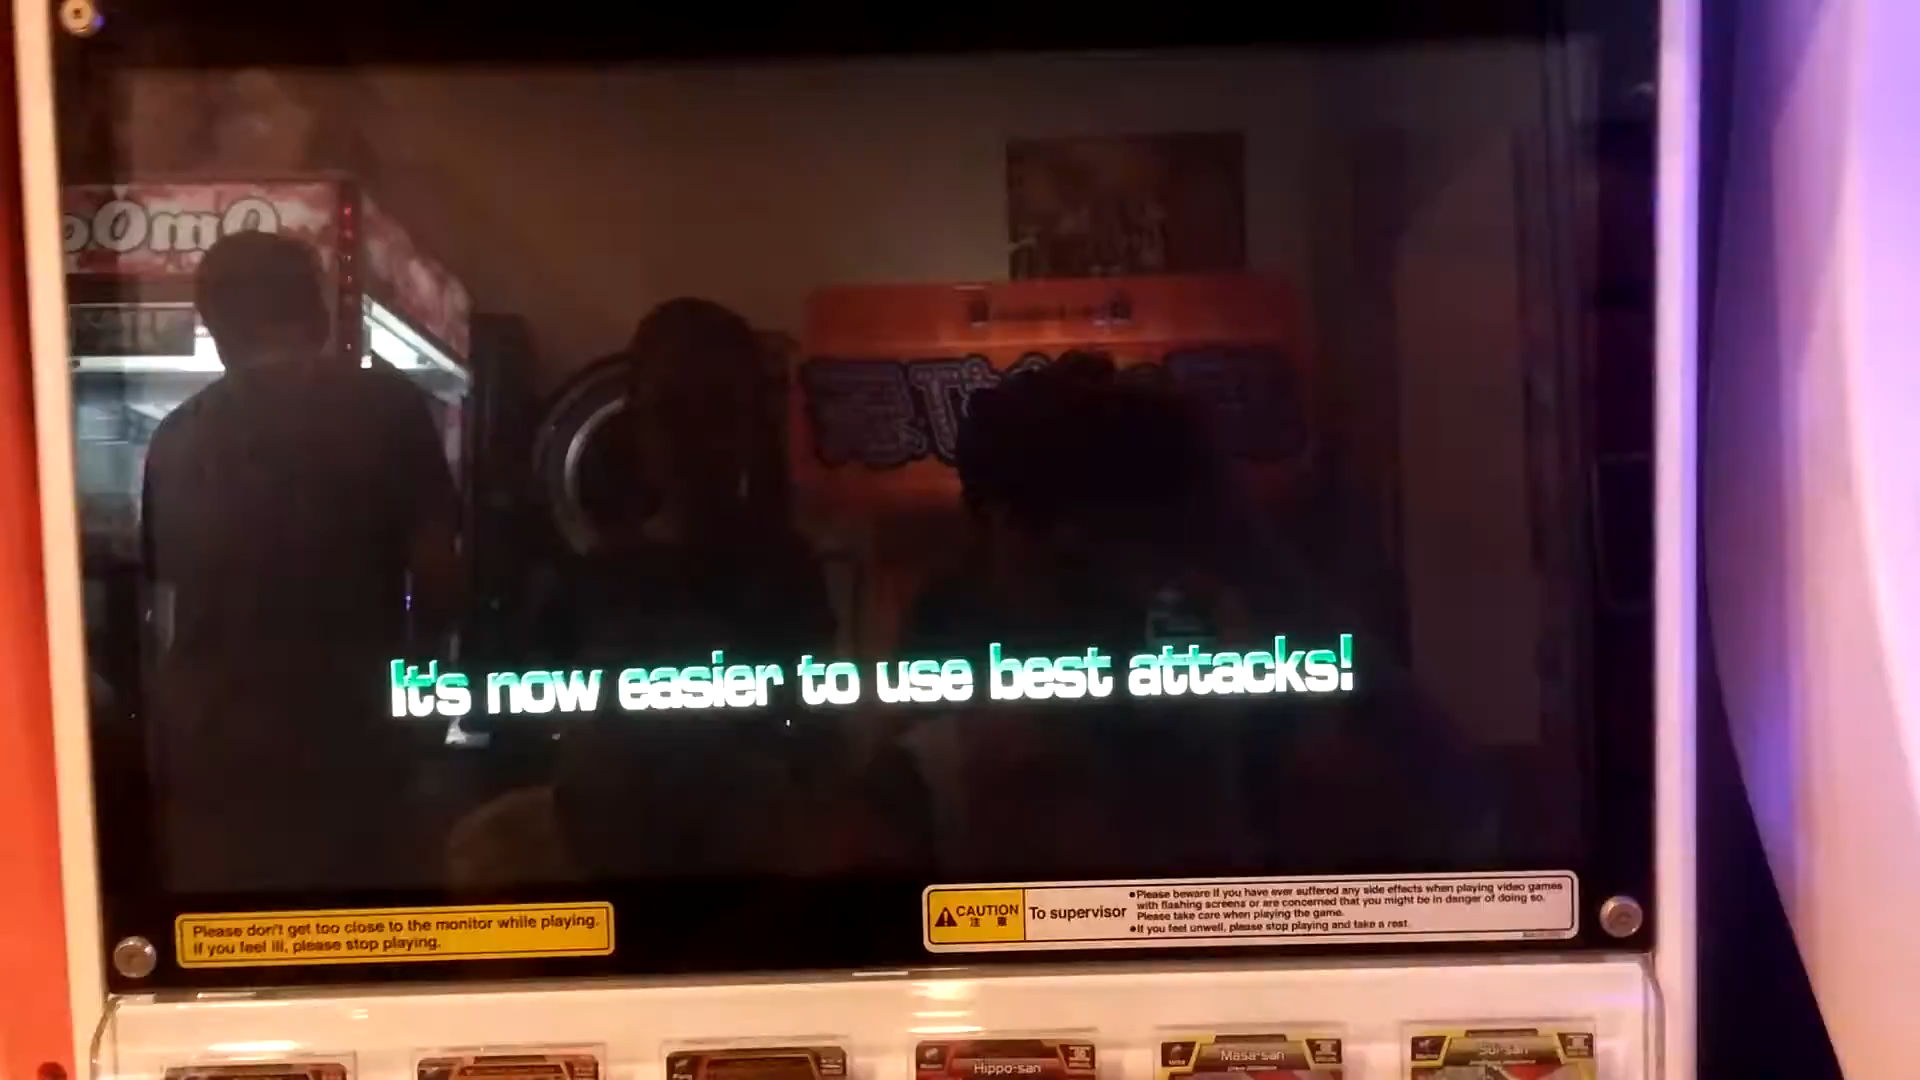 It's now easier to use best attacks!
Please don't get too close to the monitor while playing.
If you feel ill, please stop playing.
CAUTION
注 意
To supervisor
●Please beware if you have ever suffered any side effects when playing video games
with flashing screens or are concerned that you might be in danger of doing so.
Please take care when playing the game.
●If you feel unwell, please stop playing and take a rest.
Hippo-san
Masa-san